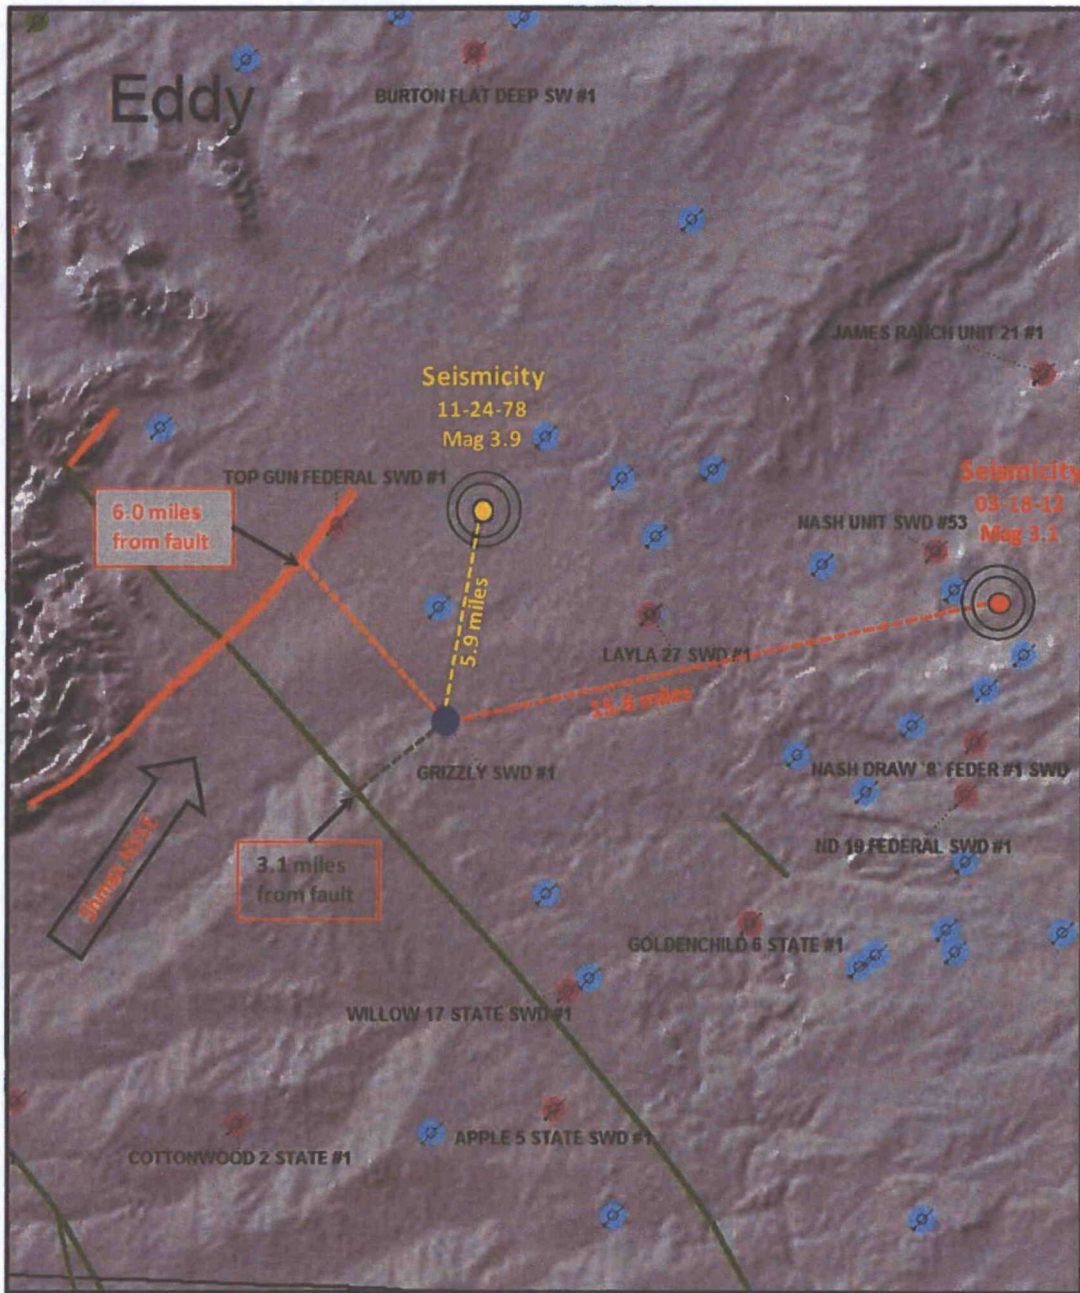 Eddy
BURTON FLAT DEEP SW #1
JAMES RANCH UNIT 21 #1
Seismicity
11-24-78
Mag 3.9
TOP GUN FEDERAL SWD #1
Seismicity
03-18-12
Mag 3.1
6.0 miles
from fault
NASH UNIT SWD #53
5.9 miles
LAYLA 27 SWD #1
15.8 miles
GRIZZLY SWD #1
NASH DRAW '8' FEDER #1 SWD
Shmax N35E
3.1 miles
from fault
ND 19 FEDERAL SWD #1
GOLDENCHILD 6 STATE #1
WILLOW 17 STATE SWD #1
APPLE 5 STATE SWD #1
COTTONWOOD 2 STATE #1